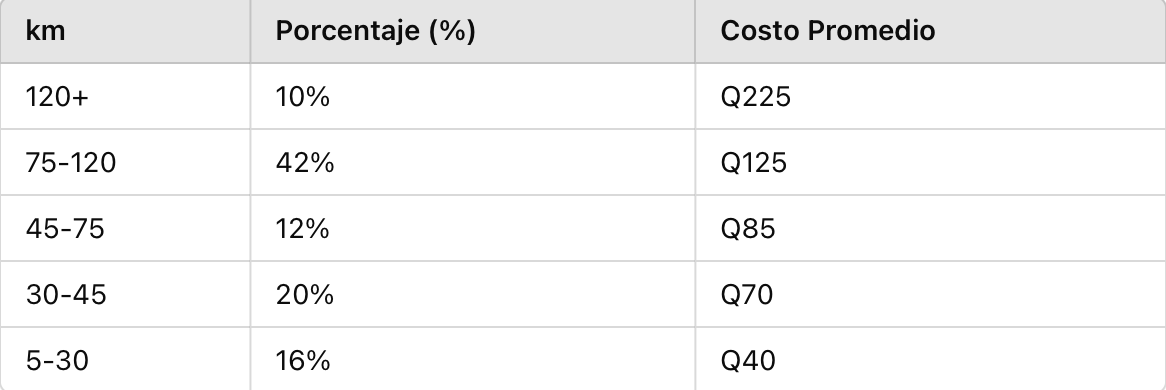 km Porcentaje (%) Costo Promedio
120+ 10% Q225
75-120 42% Q125
45-75 12% Q85
30-45 20% Q70
5-30 16% Q40